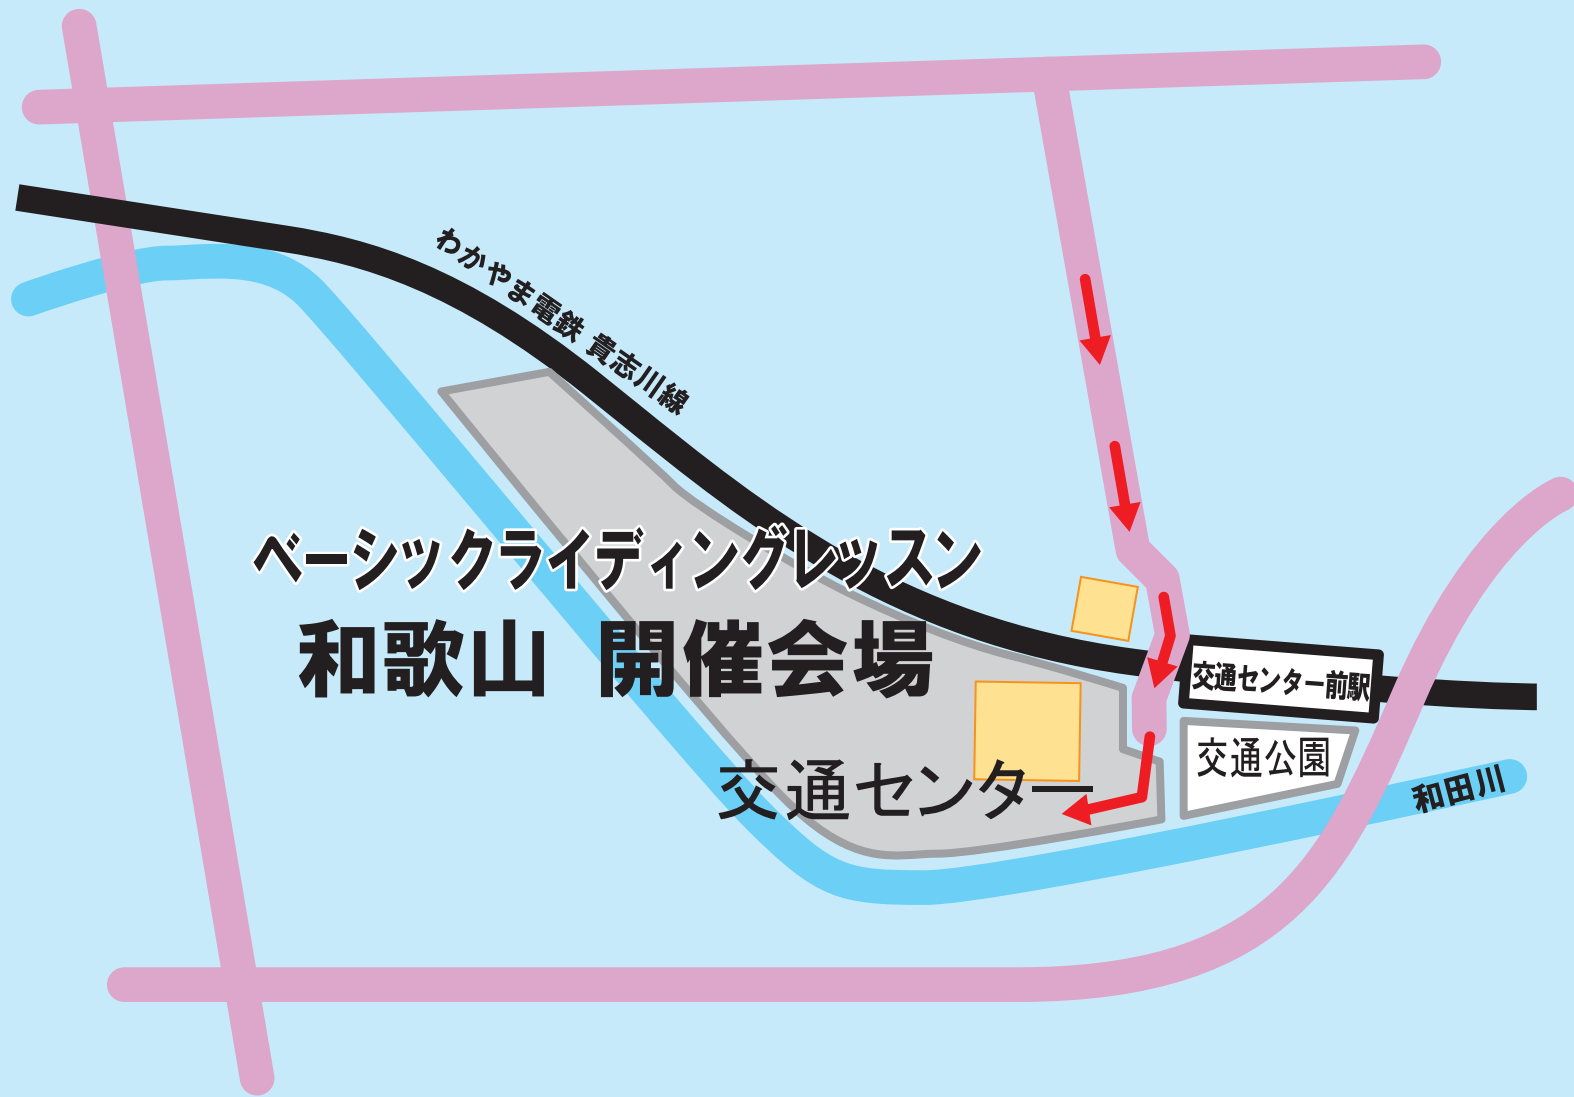 わかやま電鉄 貴志川線
ベーシックライディングレッスン
和歌山 開催会場
交通センター前駅
交通公園
交通センター
和田川